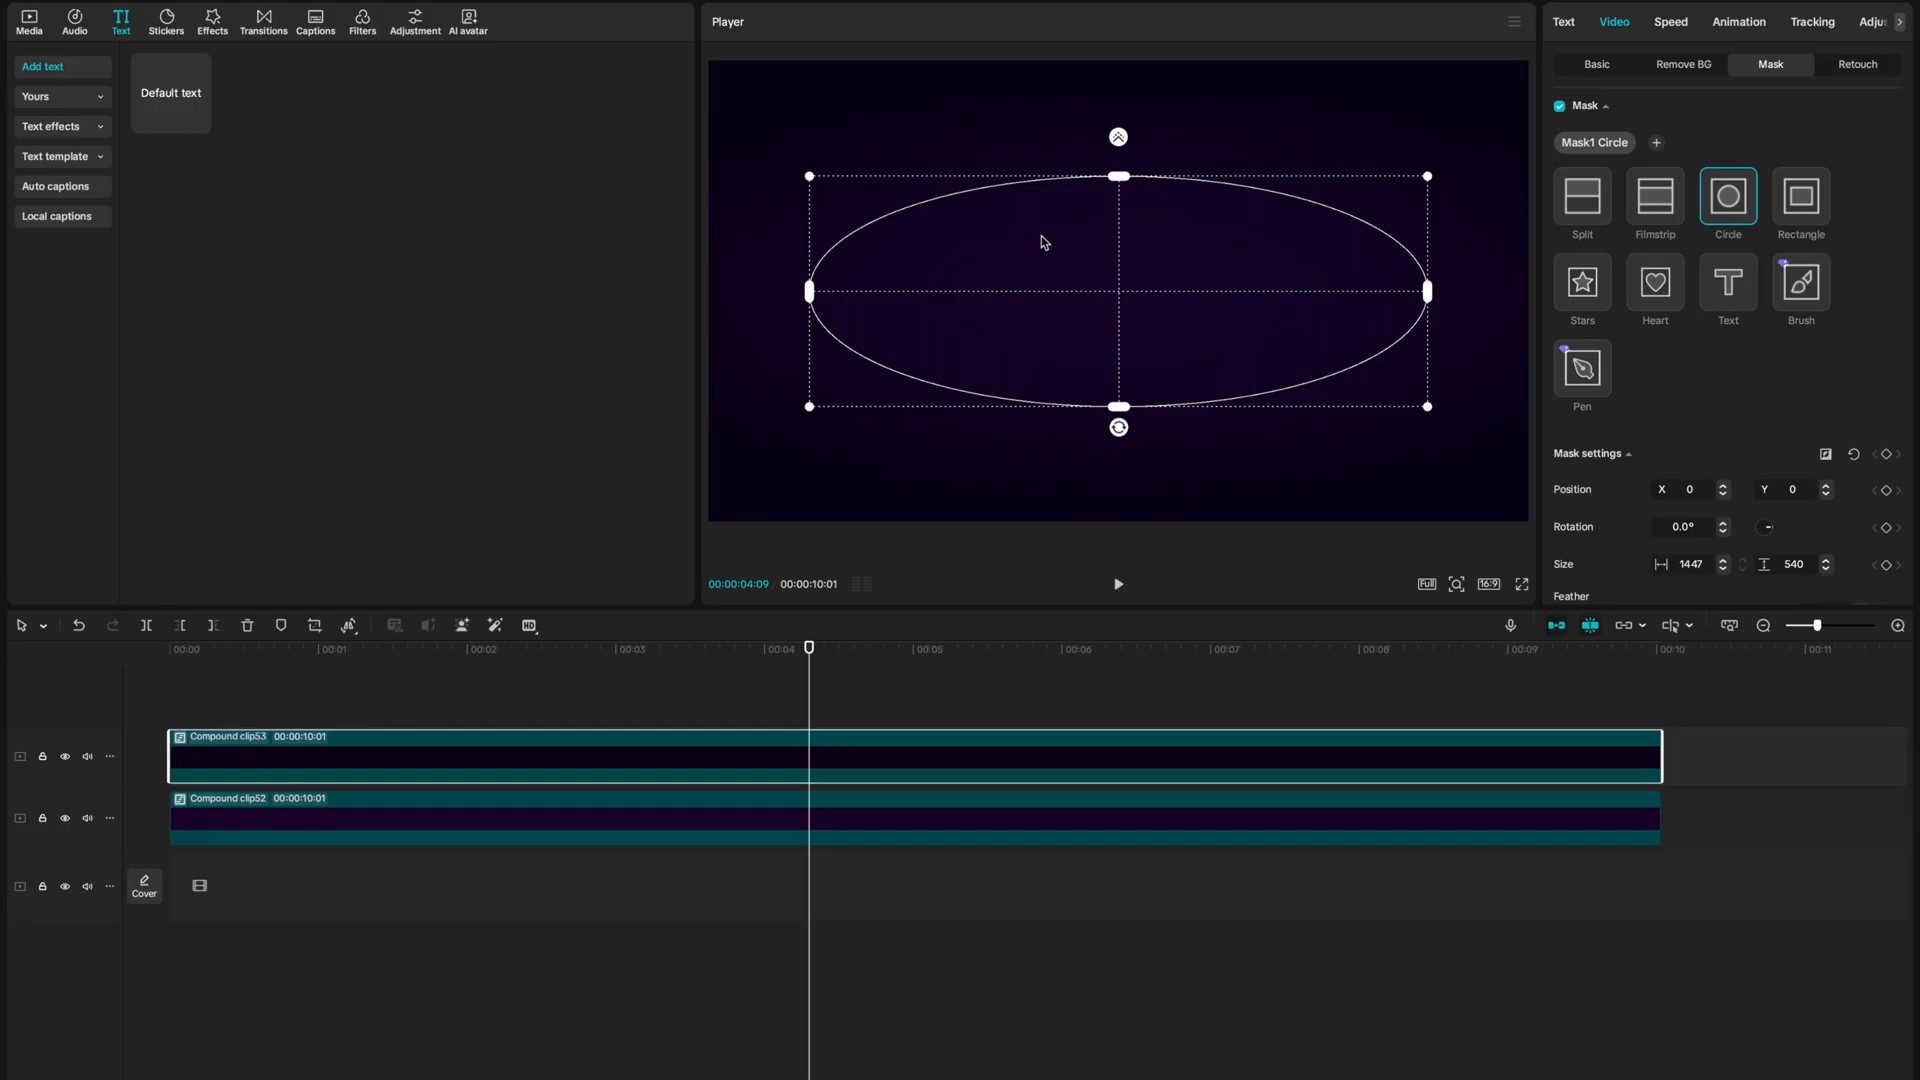 Media Audio Text Stickers Effects Transitions Captions Filters Adjustment AI avatar
Add text
Yours
Text effects
Text template
Auto captions
Local captions
Default text
Player
00:00:04:09 / 00:00:10:01
Full
16:9
Text Video Speed Animation Tracking
Basic Remove BG Mask Retouch
Mask
Mask1 Circle +
Split Filmstrip Circle Rectangle
Stars Heart Text Brush
Pen
Mask settings
Position X 0 Y 0
Rotation 0.0°
Size 1447 540
Feather
00:00 00:01 00:02 00:03 00:04 00:05 00:06 00:07 00:08 00:09 00:10 00:11
Compound clip53 00:00:10:01
Compound clip52 00:00:10:01
Cover